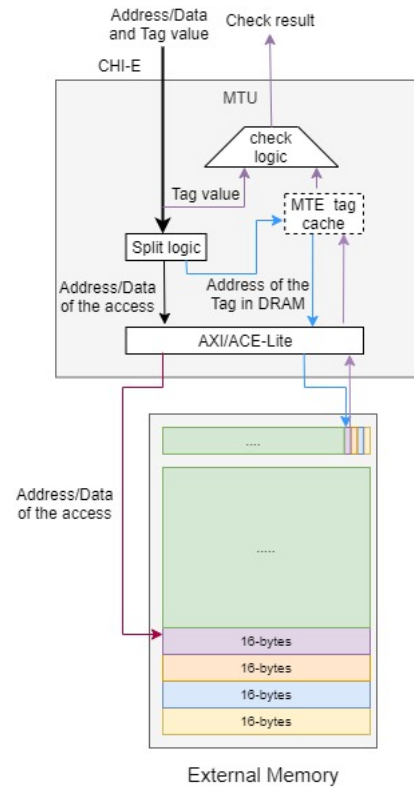 Address/Data
and Tag value
Check result
CHI-E
MTU
check
logic
Tag value
MTE tag
cache
Split logic
Address/Data
of the access
Address of the
Tag in DRAM
AXI/ACE-Lite
....
Address/Data
of the access
.....
16-bytes
16-bytes
16-bytes
16-bytes
External Memory